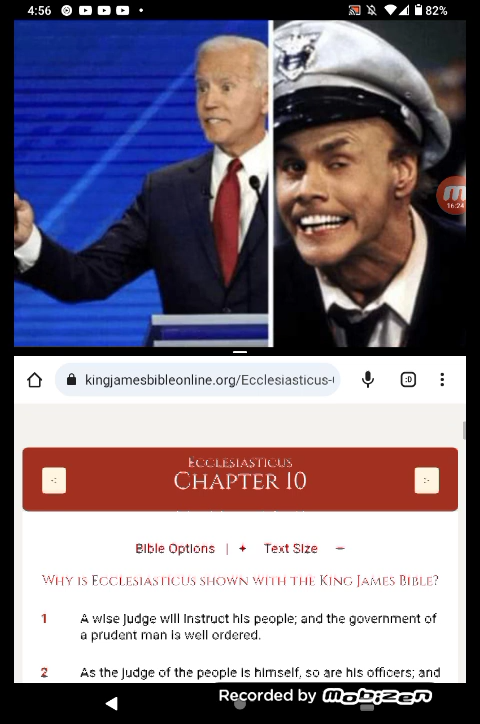 4:56
82%
16:24
kingjamesbibleonline.org/Ecclesiasticus-
:D
Ecclesiasticus
Chapter 10
Bible Options | + Text Size −
Why is Ecclesiasticus shown with the King James Bible?
1 A wise judge will instruct his people; and the government of
a prudent man is well ordered.
2 As the judge of the people is himself, so are his officers; and
Recorded by mobizen